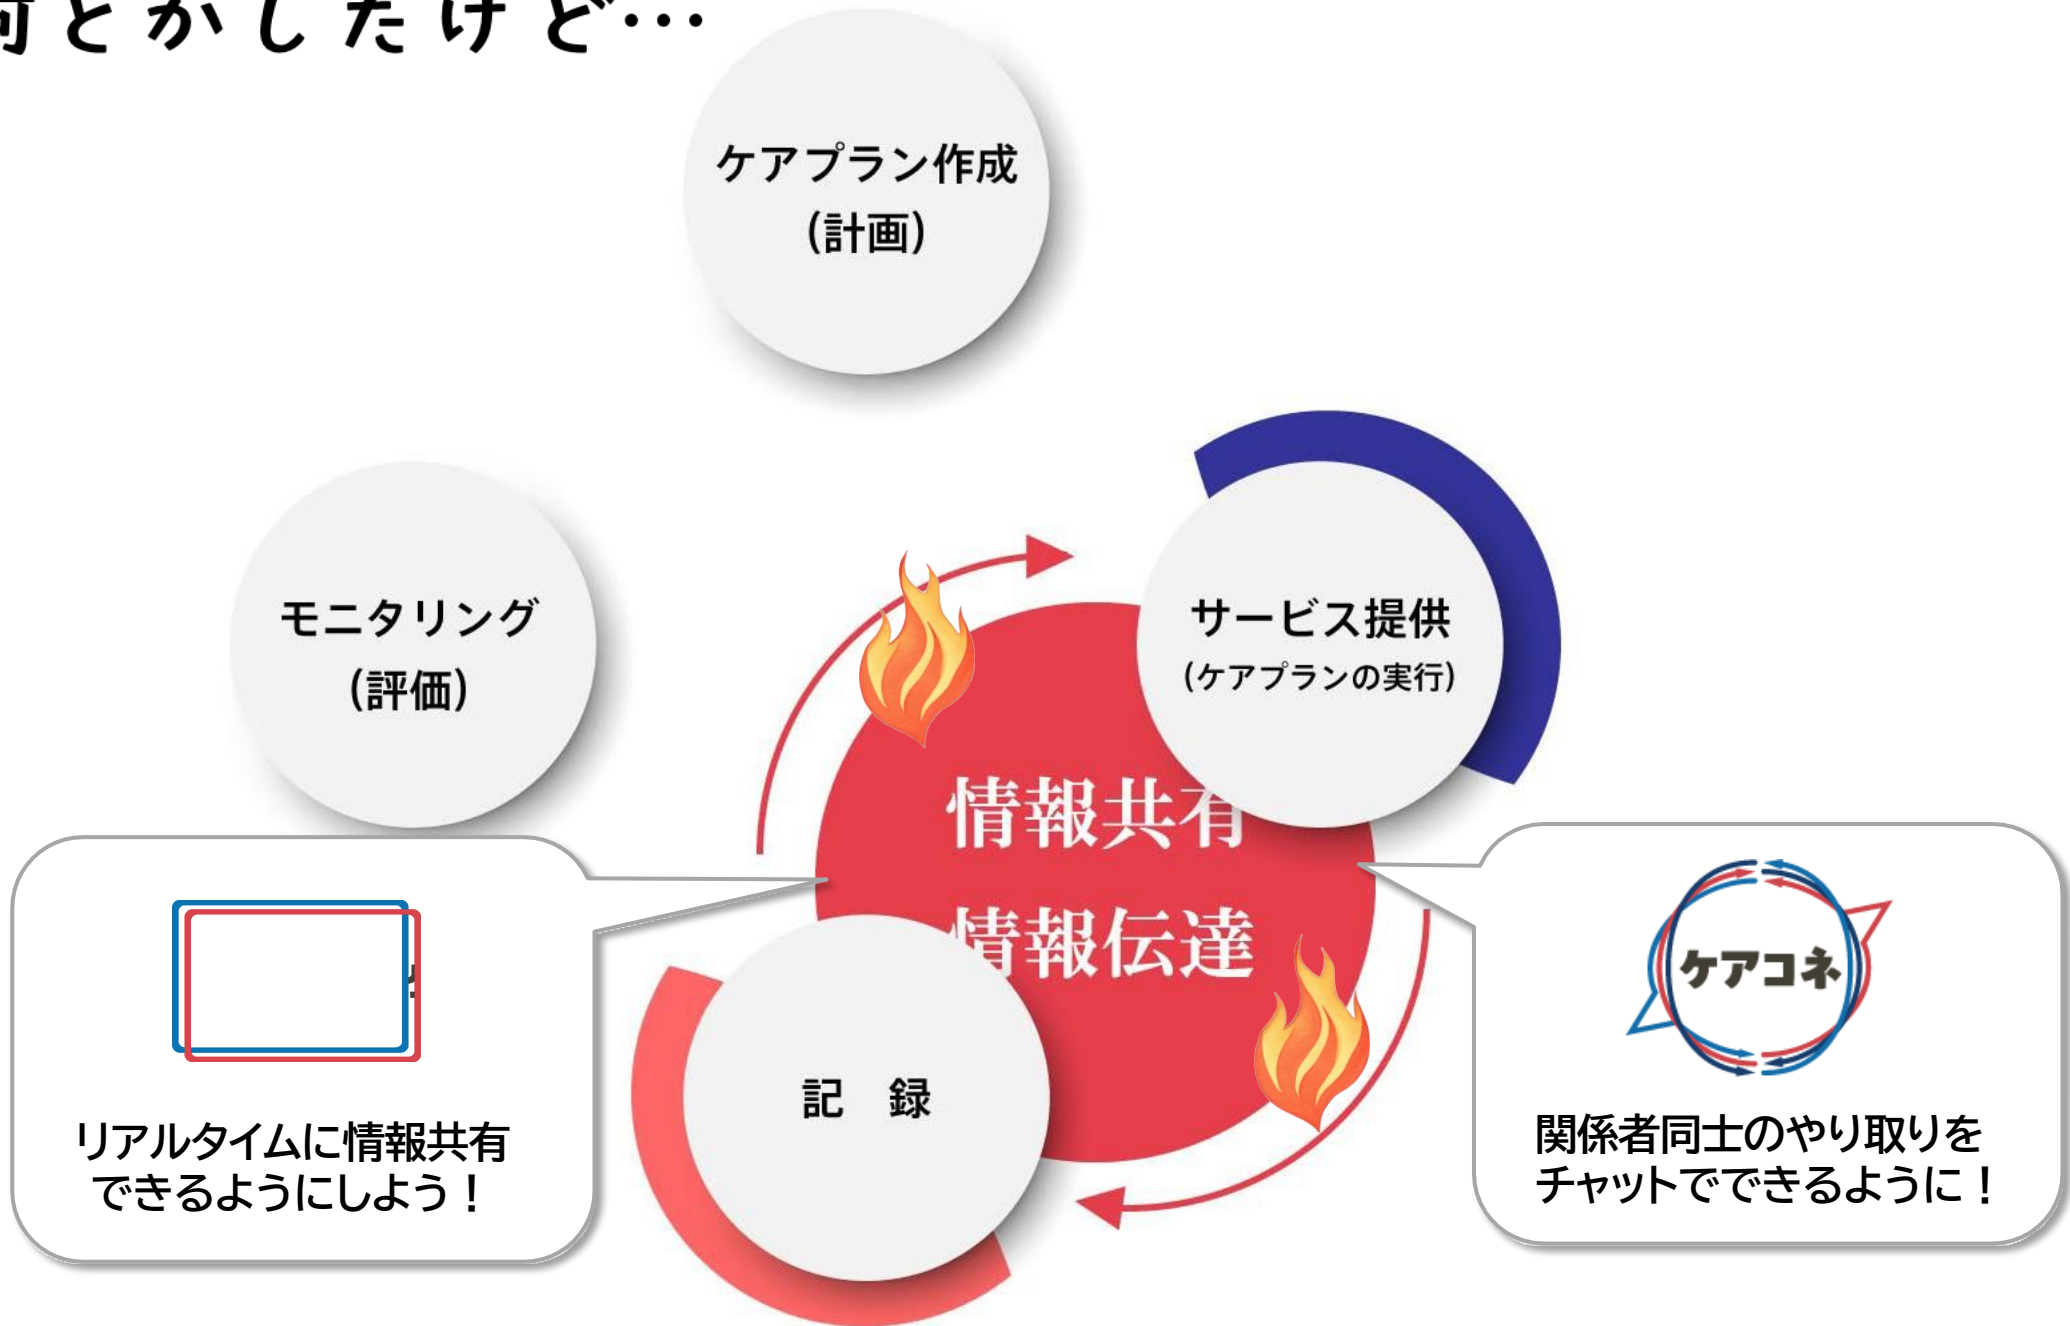 何とかしたけど…
ケアプラン作成
(計画)
モニタリング
(評価)
サービス提供
(ケアプランの実行)
情報共有
情報伝達
記　録
リアルタイムに情報共有
できるようにしよう！
ケアコネ
関係者同士のやり取りを
チャットでできるように！